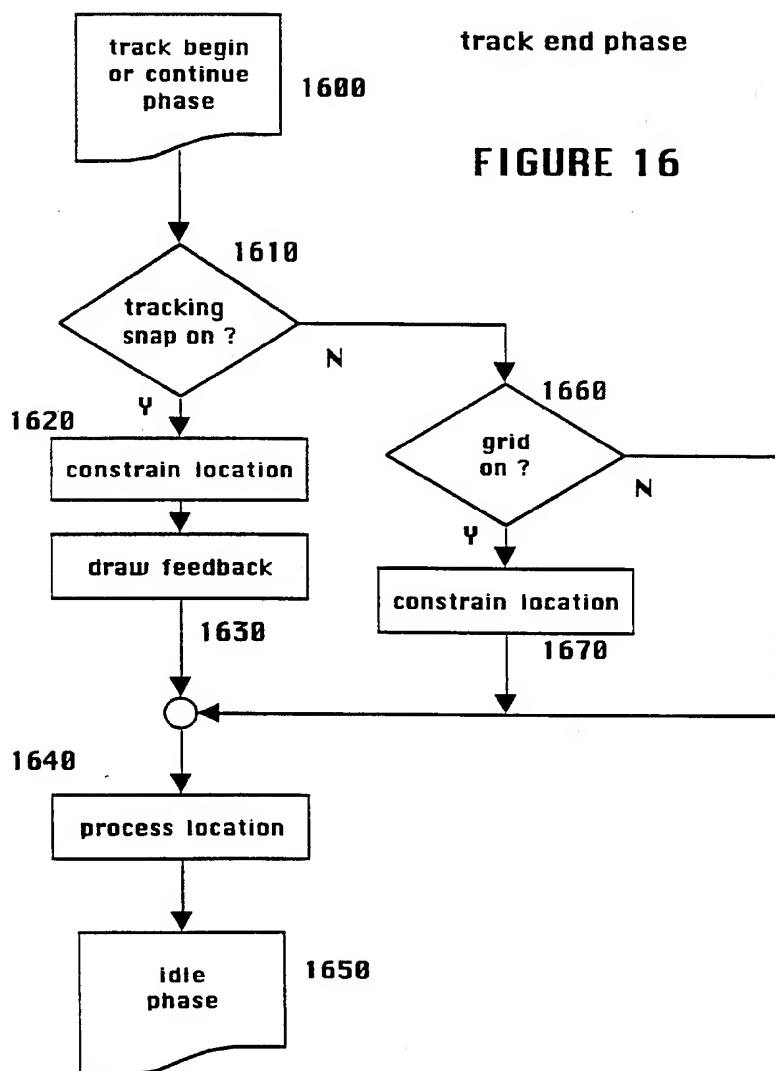 track begin
or continue
phase
1600
track end phase
FIGURE 16
1610
tracking
snap on ?
N
Y
1620
constrain location
draw feedback
1630
1660
grid
on ?
N
Y
constrain location
1670
1640
process location
idle
phase
1650